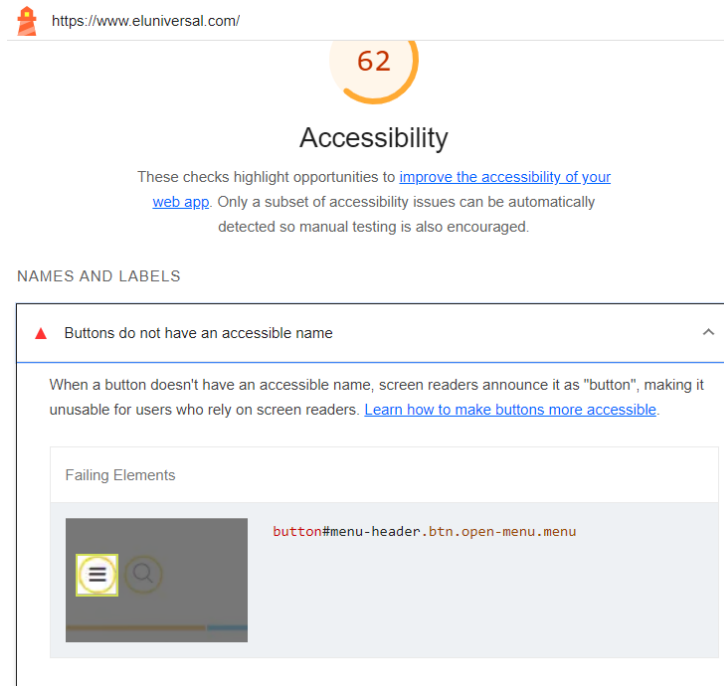 https://www.eluniversal.com/
62
Accessibility
These checks highlight opportunities to improve the accessibility of your
web app. Only a subset of accessibility issues can be automatically
detected so manual testing is also encouraged.
NAMES AND LABELS
Buttons do not have an accessible name
When a button doesn't have an accessible name, screen readers announce it as "button", making it
unusable for users who rely on screen readers. Learn how to make buttons more accessible.
Failing Elements
button#menu-header.btn.open-menu.menu